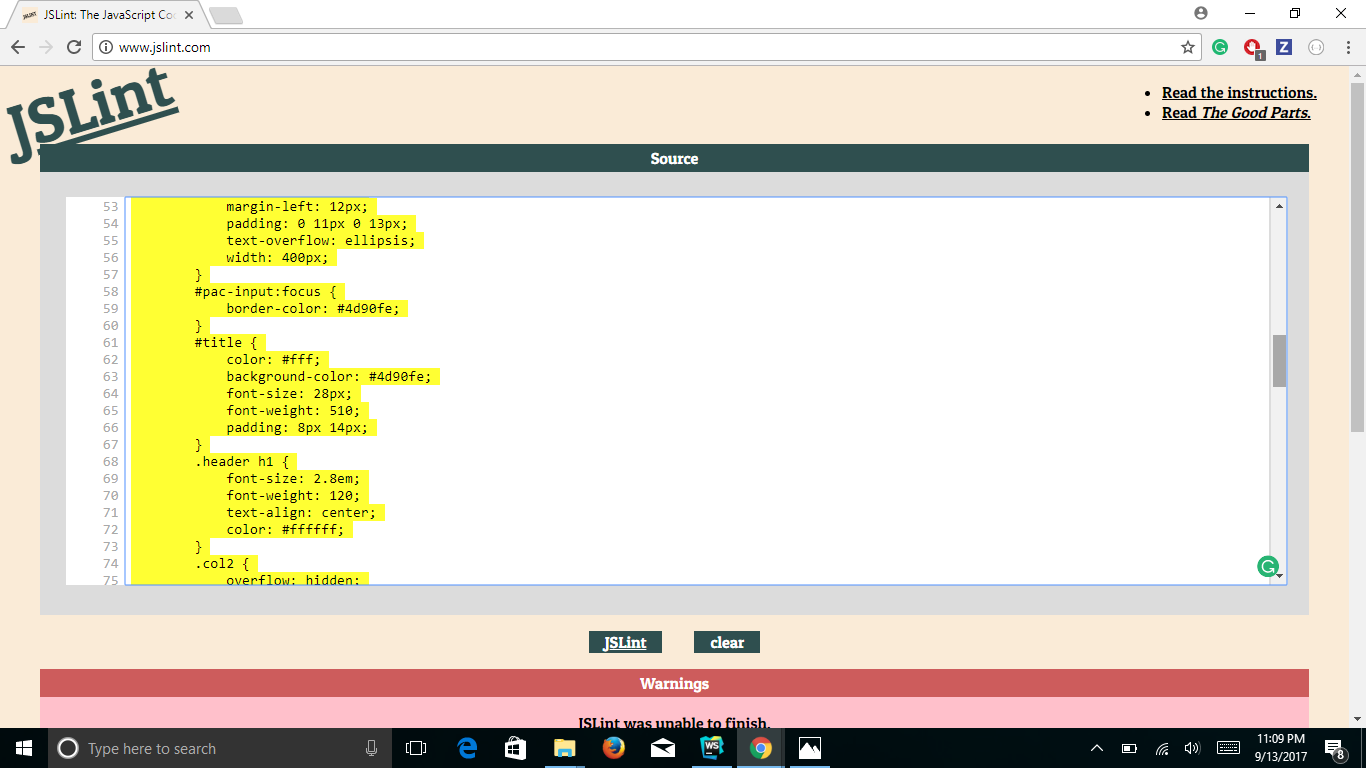 JSLint: The JavaScript Co
www.jslint.com
JSLint
Read the instructions.
Read The Good Parts.
Source
53 margin-left: 12px;
54 padding: 0 11px 0 13px;
55 text-overflow: ellipsis;
56 width: 400px;
57 }
58 #pac-input:focus {
59 border-color: #4d90fe;
60 }
61 #title {
62 color: #fff;
63 background-color: #4d90fe;
64 font-size: 28px;
65 font-weight: 510;
66 padding: 8px 14px;
67 }
68 .header h1 {
69 font-size: 2.8em;
70 font-weight: 120;
71 text-align: center;
72 color: #ffffff;
73 }
74 .col2 {
75 overflow: hidden;
JSLint clear
Warnings
JSLint was unable to finish.
Type here to search
WS
11:09 PM
9/13/2017
8